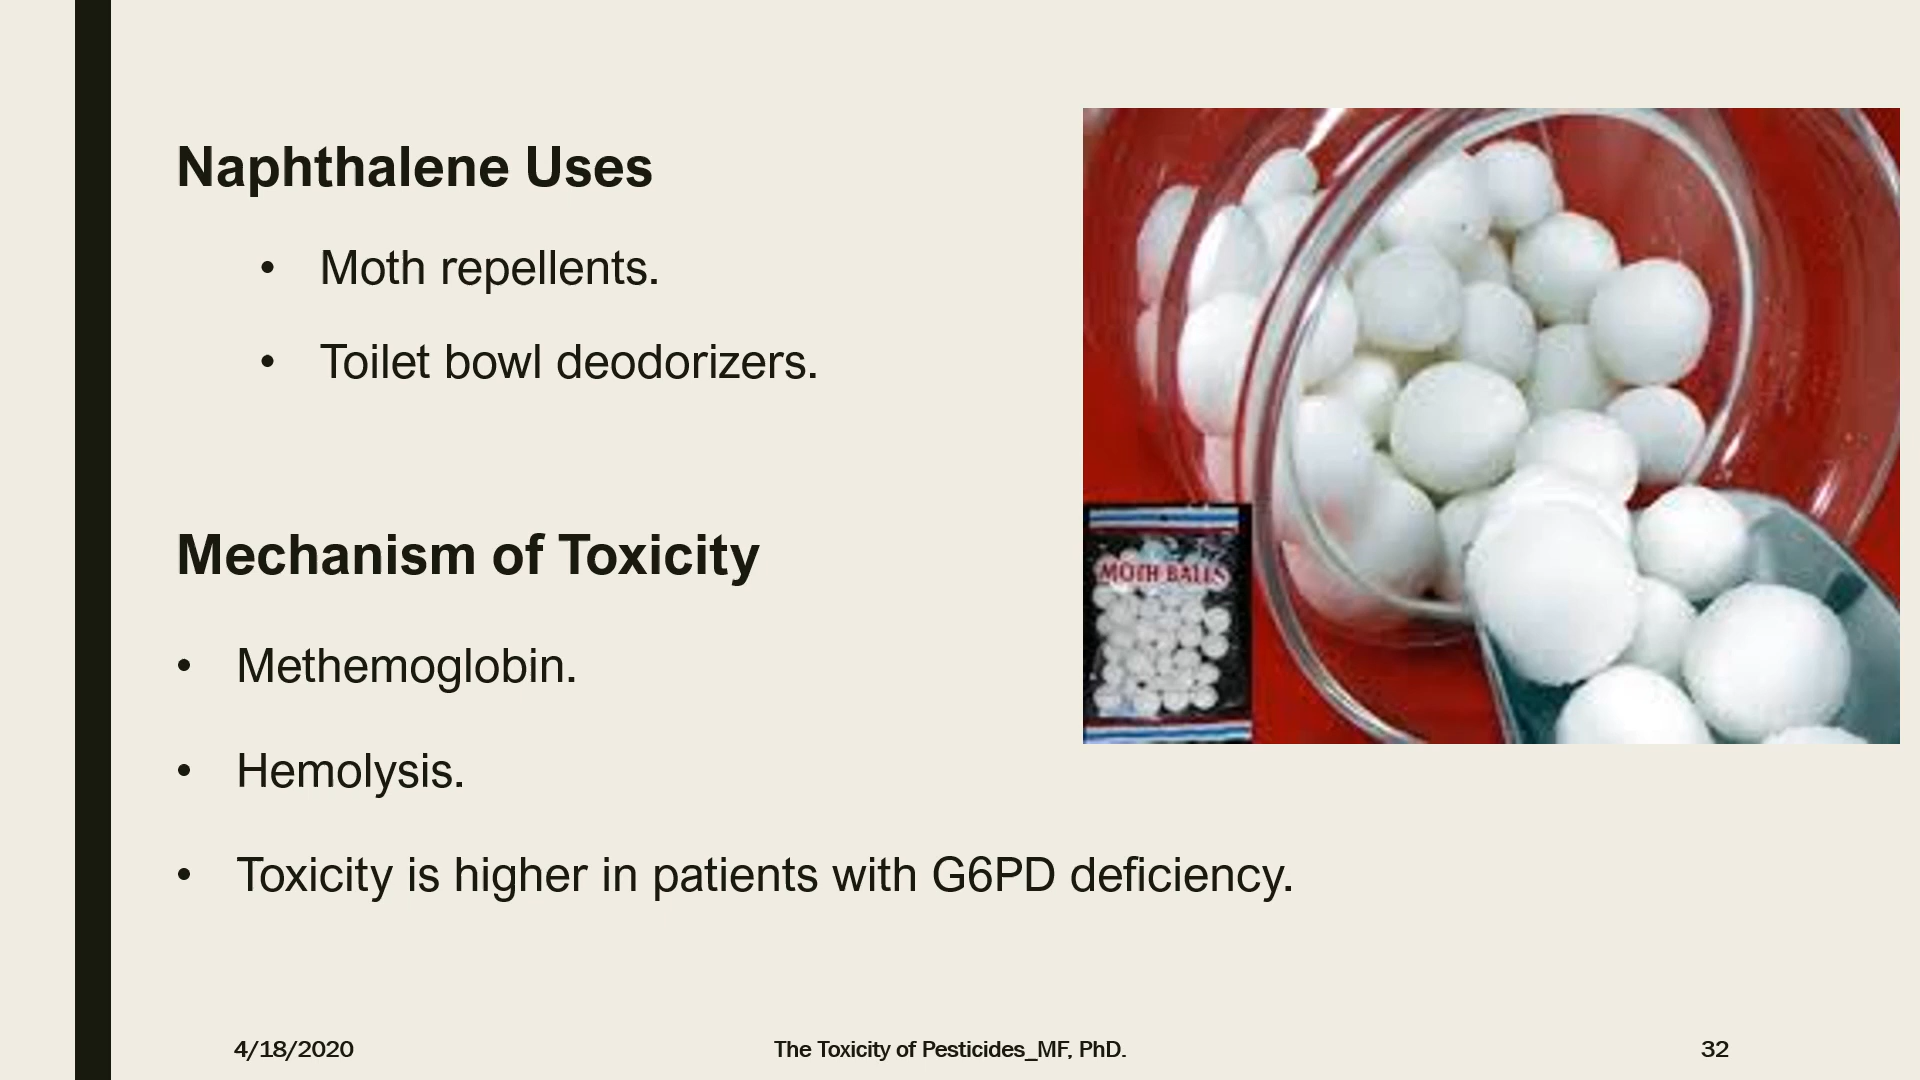 Naphthalene Uses
• Moth repellents.
• Toilet bowl deodorizers.
Mechanism of Toxicity
• Methemoglobin.
• Hemolysis.
• Toxicity is higher in patients with G6PD deficiency.
MOTH BALLS
4/18/2020
The Toxicity of Pesticides_MF, PhD.
32